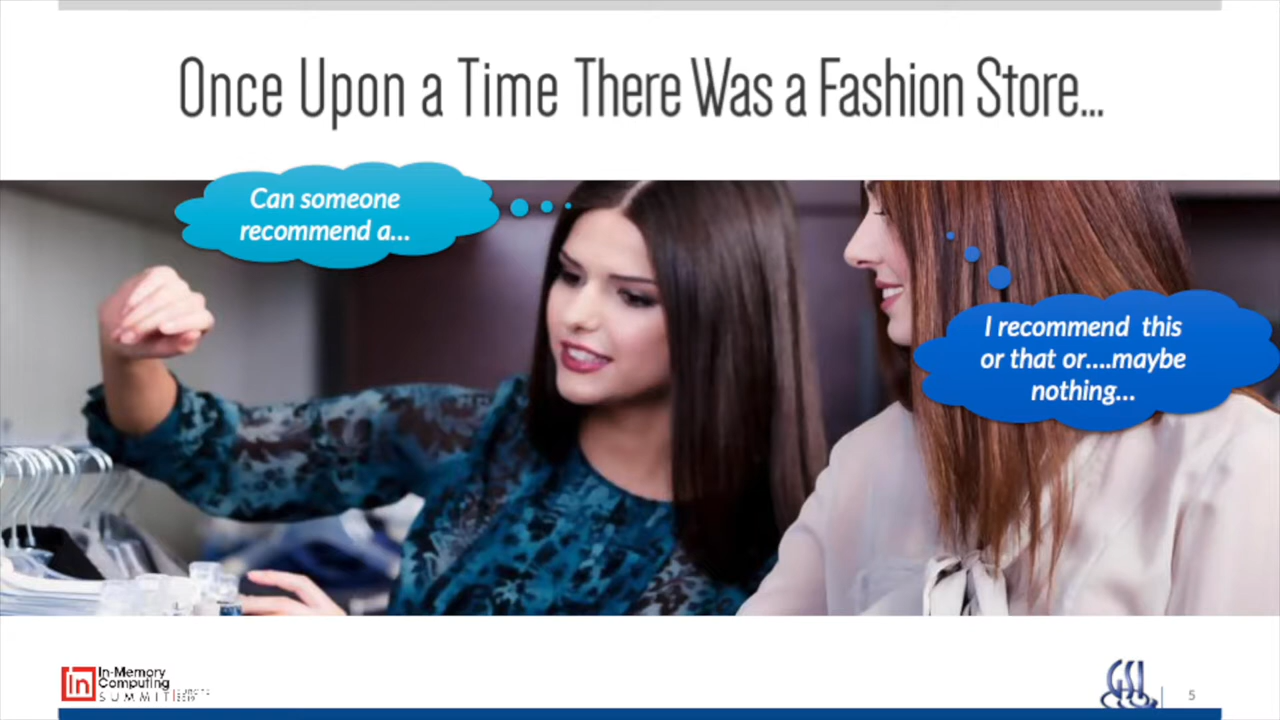 Once Upon a Time There Was a Fashion Store...
Can someone
recommend a...
I recommend this
or that or....maybe
nothing...
In-Memory
Computing
SUMMIT
GSI
5